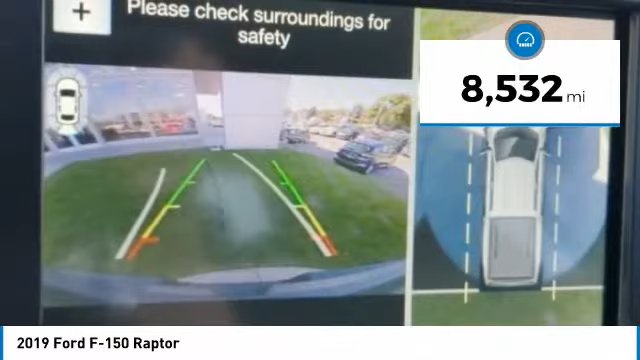 +
Please check surroundings for
safety
8,532 mi
2019 Ford F-150 Raptor